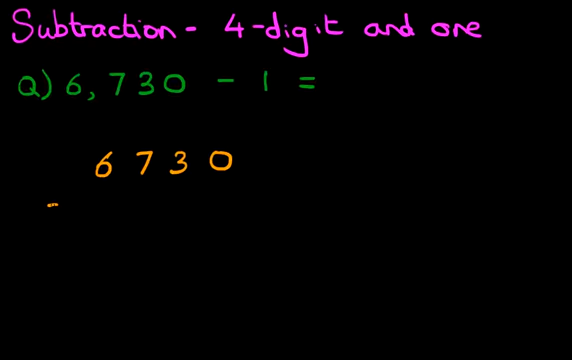 Subtraction - 4-digit and one
Q) 6,730 - 1 =
6 7 3 0
-